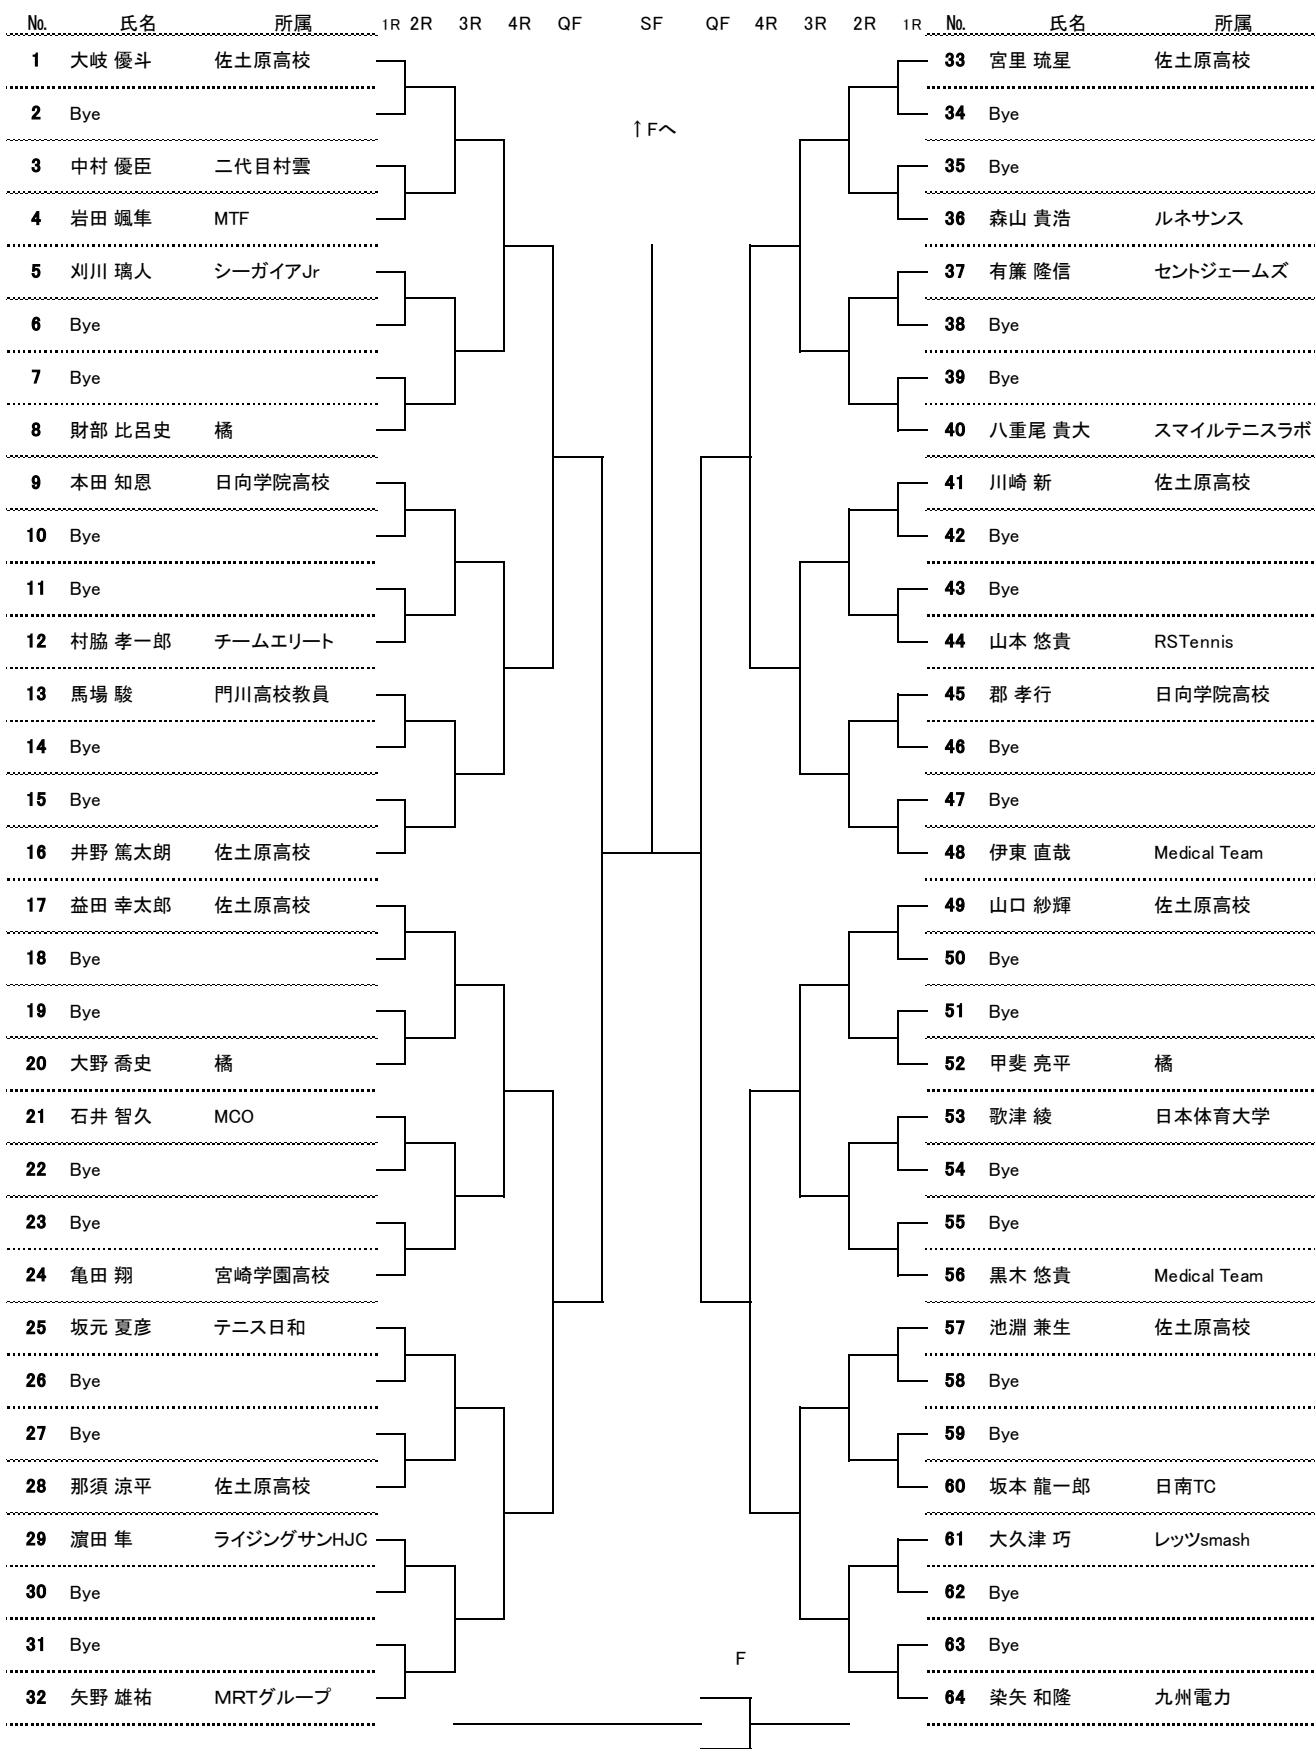 № 氏名 所属 1R 2R 3R 4R QF SF QF 4R 3R 2R 1R № 氏名 所属
1 大岐 優斗 佐土原高校 33 宮里 琉星 佐土原高校
2 Bye 34 Bye
↑Fへ
3 中村 優臣 二代目村雲 35 Bye
4 岩田 颯隼 MTF 36 森山 貴浩 ルネサンス
5 刈川 璃人 シーガイアJr 37 有簾 隆信 セントジェームズ
6 Bye 38 Bye
7 Bye 39 Bye
8 財部 比呂史 橘 40 八重尾 貴大 スマイルテニスラボ
9 本田 知恩 日向学院高校 41 川崎 新 佐土原高校
10 Bye 42 Bye
11 Bye 43 Bye
12 村脇 孝一郎 チームエリート 44 山本 悠貴 RSTennis
13 馬場 駿 門川高校教員 45 郡 孝行 日向学院高校
14 Bye 46 Bye
15 Bye 47 Bye
16 井野 篤太朗 佐土原高校 48 伊東 直哉 Medical Team
17 益田 幸太郎 佐土原高校 49 山口 紗輝 佐土原高校
18 Bye 50 Bye
19 Bye 51 Bye
20 大野 喬史 橘 52 甲斐 亮平 橘
21 石井 智久 MCO 53 歌津 綾 日本体育大学
22 Bye 54 Bye
23 Bye 55 Bye
24 亀田 翔 宮崎学園高校 56 黒木 悠貴 Medical Team
25 坂元 夏彦 テニス日和 57 池淵 兼生 佐土原高校
26 Bye 58 Bye
27 Bye 59 Bye
28 那須 涼平 佐土原高校 60 坂本 龍一郎 日南TC
29 濵田 隼 ライジングサンHJC 61 大久津 巧 レッツsmash
30 Bye 62 Bye
31 Bye 63 Bye
F
32 矢野 雄祐 MRTグループ 64 染矢 和隆 九州電力